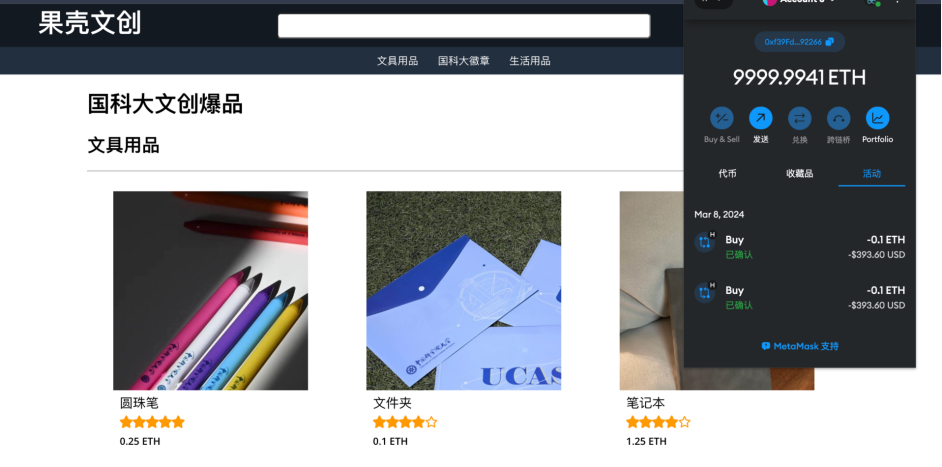 果壳文创
文具用品 国科大徽章 生活用品
国科大文创爆品
文具用品
UCAS
圆珠笔
0.25 ETH
文件夹
0.1 ETH
笔记本
1.25 ETH
0xf39Fd...92266
9999.9941 ETH
Buy & Sell 发送 兑换 跨链桥 Portfolio
代币 收藏品 活动
Mar 8, 2024
H
Buy -0.1 ETH
已确认 -$393.60 USD
H
Buy -0.1 ETH
已确认 -$393.60 USD
MetaMask 支持